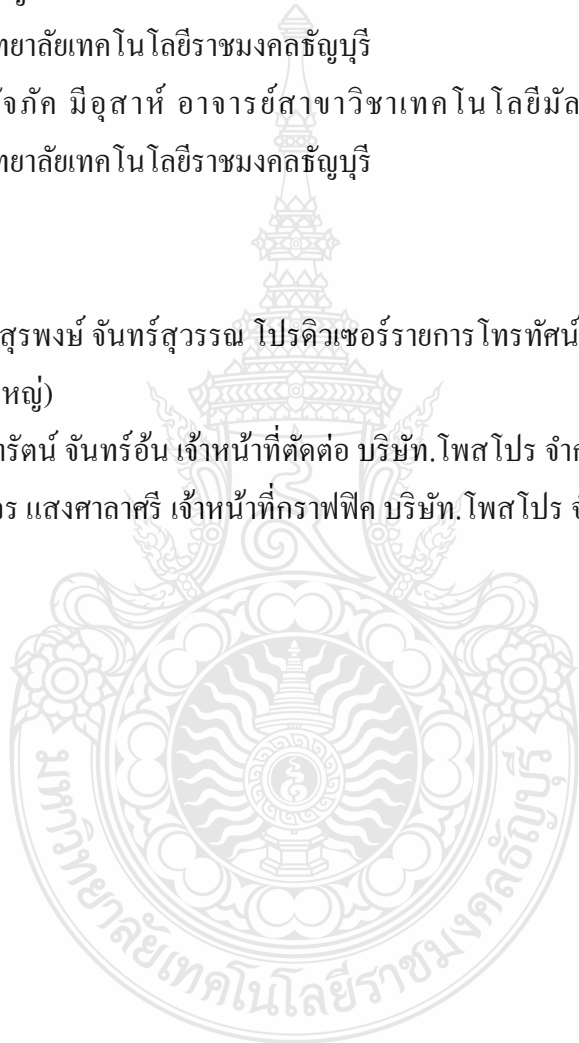 ทยาลัยเทคโนโลยีราชมงคลธัญบุรี
จภัค มีอุสาห์ อาจารย์สาขาวิชาเทคโนโลยีมัล
ทยาลัยเทคโนโลยีราชมงคลธัญบุรี
สุรพงษ์ จันทร์สุวรรณ โปรดิวเซอร์รายการโทรทัศน์
หญ่)
ารัตน์ จันทร์อ้น เจ้าหน้าที่ตัดต่อ บริษัท.โพสโปร จำก
ร แสงศาลาศรี เจ้าหน้าที่กราฟฟิค บริษัท.โพสโปร จ
มหาวิทยาลัยเทคโนโลยีราชมงคลธัญบุรี